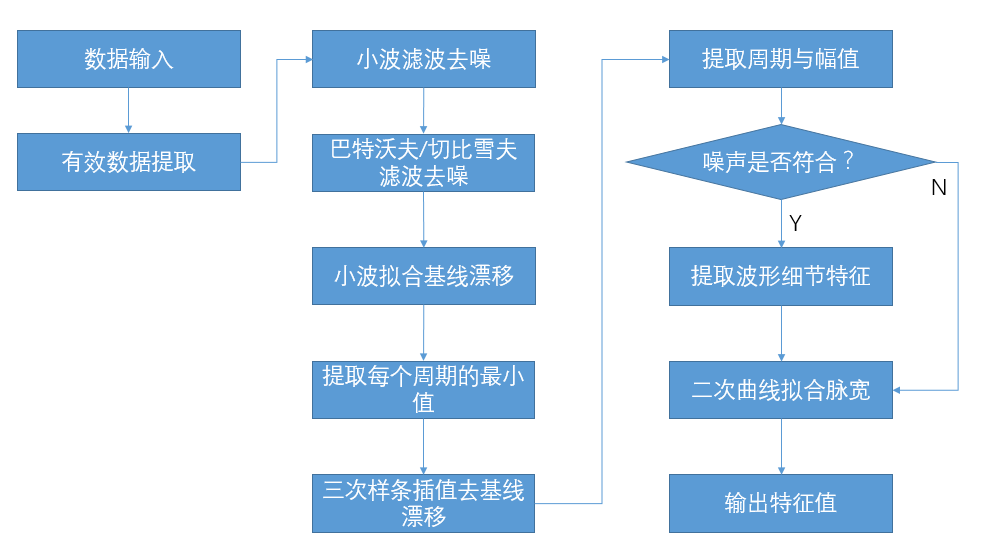 数据输入
有效数据提取
小波滤波去噪
巴特沃夫/切比雪夫
滤波去噪
小波拟合基线漂移
提取每个周期的最小
值
三次样条插值去基线
漂移
提取周期与幅值
噪声是否符合？
N
Y
提取波形细节特征
二次曲线拟合脉宽
输出特征值